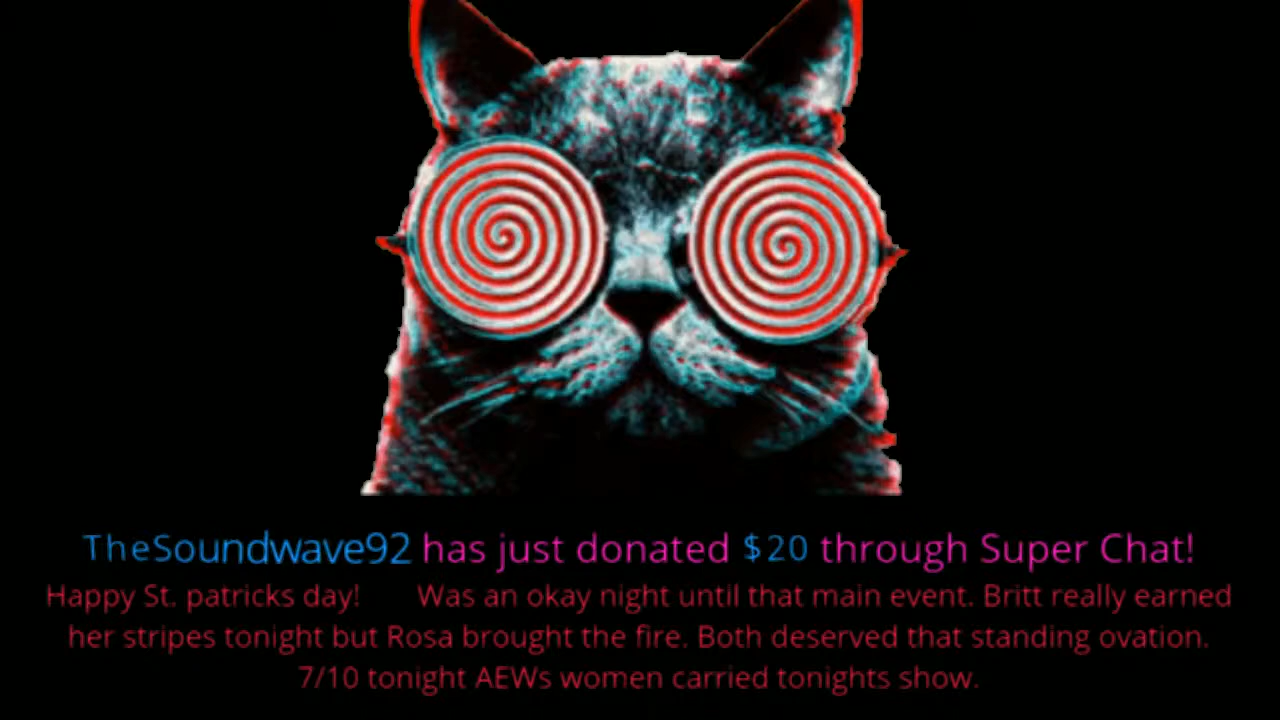 TheSoundwave92 has just donated $20 through Super Chat!
Happy St. patricks day! Was an okay night until that main event. Britt really earned
her stripes tonight but Rosa brought the fire. Both deserved that standing ovation.
7/10 tonight AEWs women carried tonights show.